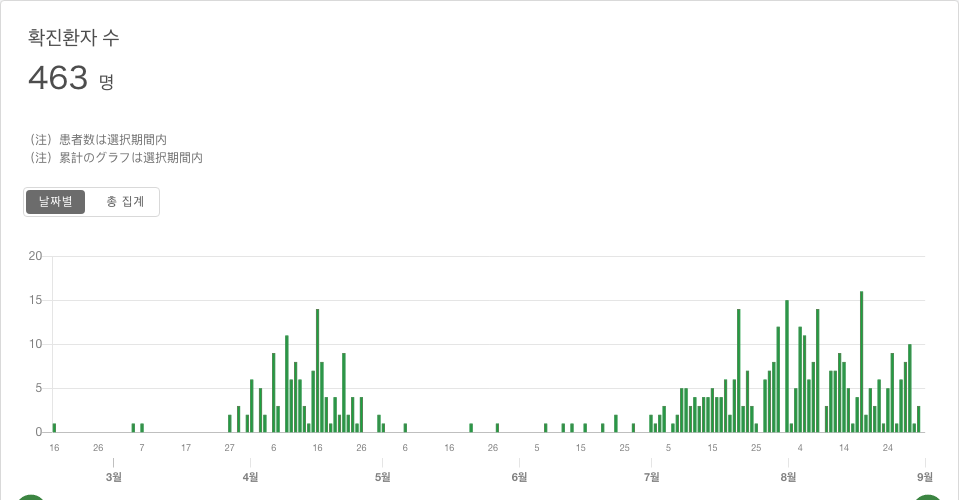 확진환자 수
463 명
（注）患者数は選択期間内
（注）累計のグラフは選択期間内
날짜별 총 집계
20
15
10
5
0
16 26 7 17 27 6 16 26 6 16 26 5 15 25 5 15 25 4 14 24
3월 4월 5월 6월 7월 8월 9월